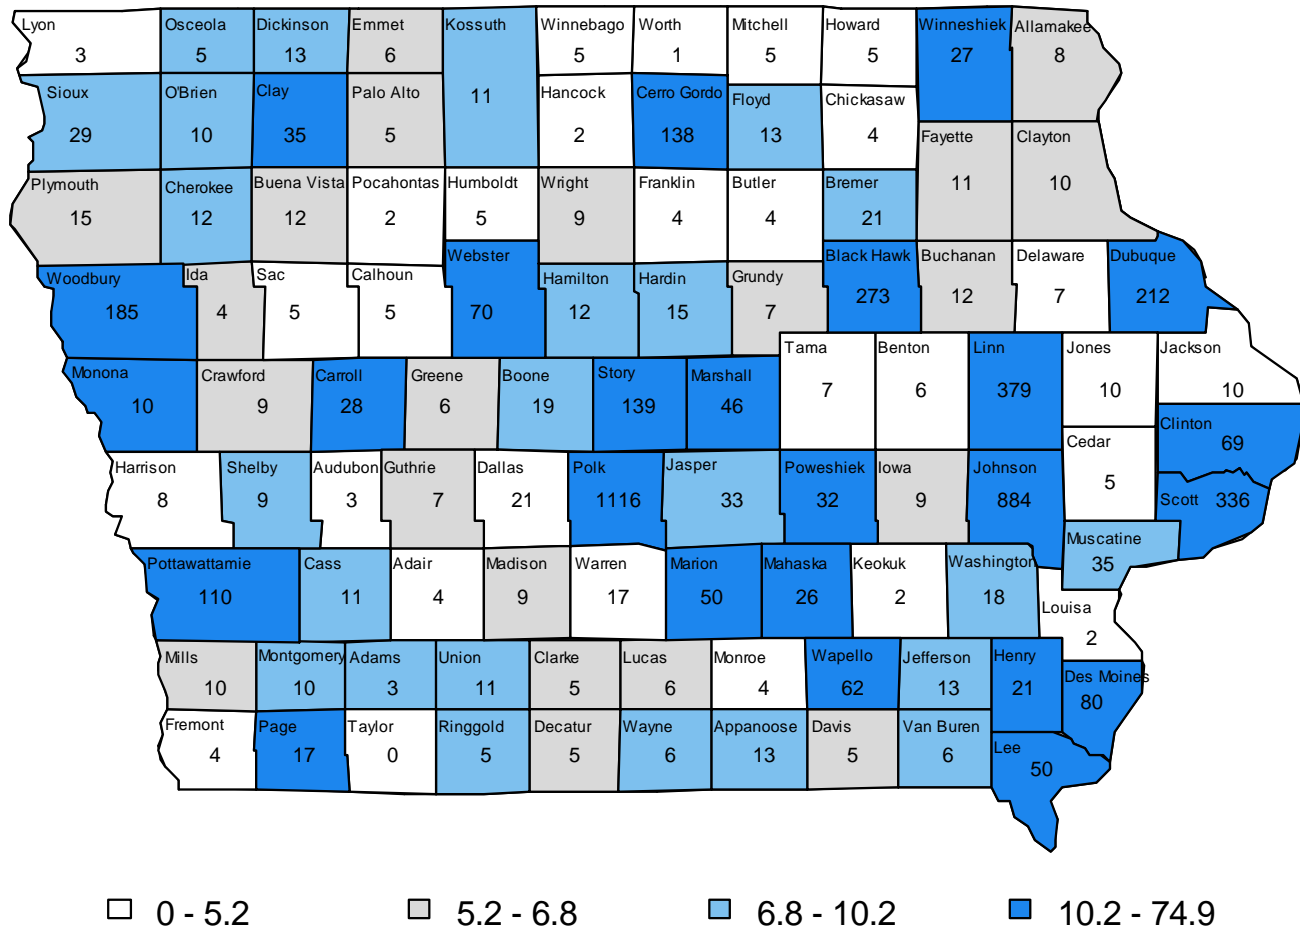 Lyon Osceola Dickinson Emmet Kossuth Winnebago Worth Mitchell Howard Winneshiek Allamakee
3 5 13 6 5 1 5 5 27 8
Sioux O'Brien Clay Palo Alto 11 Hancock Cerro Gordo Floyd Chickasaw
29 10 35 5 2 138 13 4
Fayette Clayton
11 10
Plymouth Cherokee Buena Vista Pocahontas Humboldt Wright Franklin Butler Bremer
15 12 12 2 5 9 4 4 21
Webster Black Hawk Buchanan Delaware Dubuque
Woodbury Ida Sac Calhoun Hamilton Hardin Grundy
185 4 5 5 70 12 15 7 273 12 7 212
Tama Benton Linn Jones Jackson
7 6 379 10 10
Monona Crawford Carroll Greene Boone Story Marshall
10 9 28 6 19 139 46
Clinton
69
Cedar
5
Harrison Shelby Audubon Guthrie Dallas Polk Jasper Poweshiek Iowa Johnson
8 9 3 7 21 1116 33 32 9 884
Scott 336
Muscatine
35
Pottawattamie Cass Adair Madison Warren Marion Mahaska Keokuk Washington
110 11 4 9 17 50 26 2 18
Louisa
2
Mills Montgomery Adams Union Clarke Lucas Monroe Wapello Jefferson Henry
10 10 3 11 5 6 4 62 13 21
Des Moines
80
Fremont Page Taylor Ringgold Decatur Wayne Appanoose Davis Van Buren
4 17 0 5 5 6 13 5 6
Lee
50
0 - 5.2 5.2 - 6.8 6.8 - 10.2 10.2 - 74.9